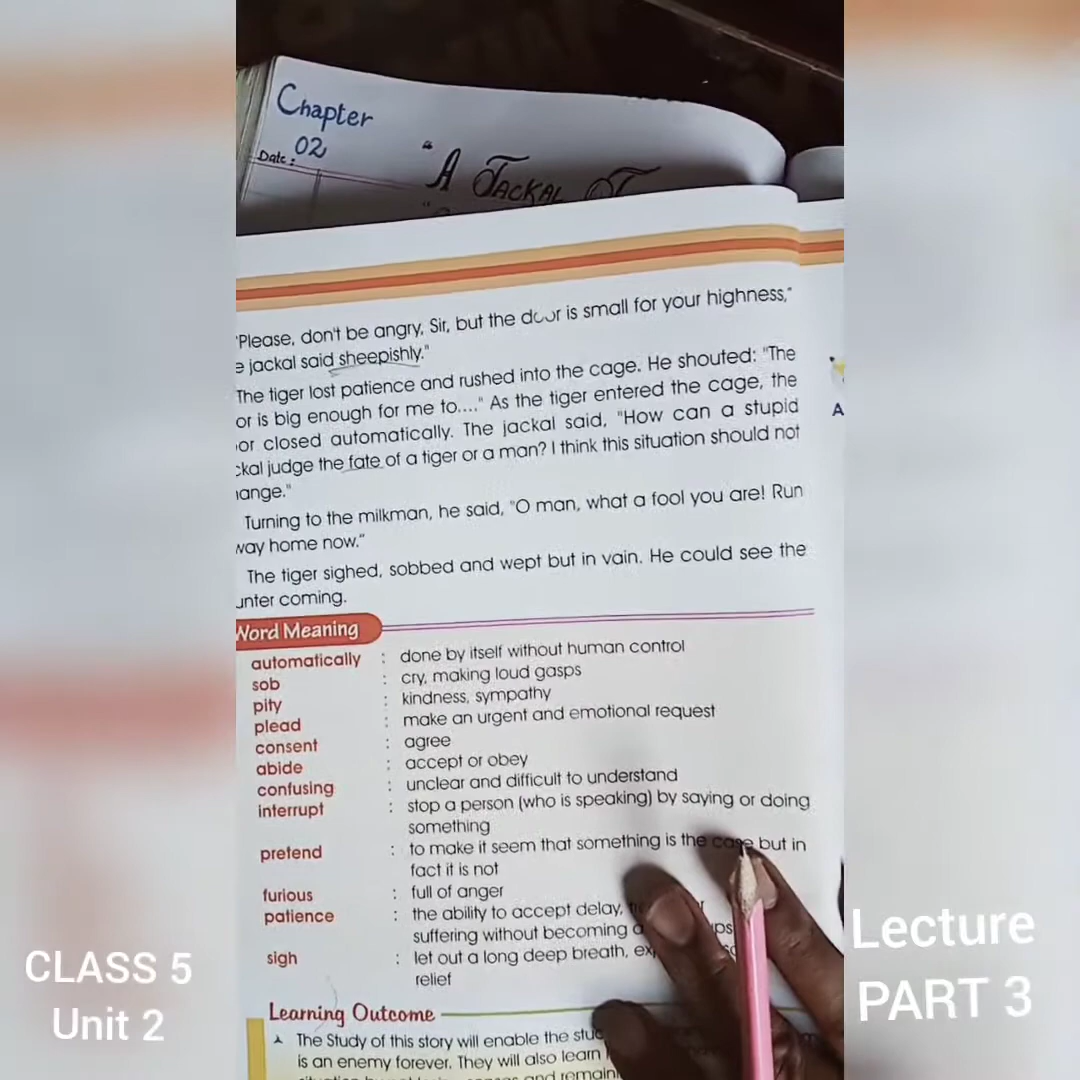 Chapter
02
Date:
"A JACKAL
"Please, don't be angry, Sir, but the door is small for your highness,"
e jackal said sheepishly."
The tiger lost patience and rushed into the cage. He shouted: "The
or is big enough for me to...." As the tiger entered the cage, the
or closed automatically. The jackal said, "How can a stupid
ckal judge the fate of a tiger or a man? I think this situation should not
ange."
Turning to the milkman, he said, "O man, what a fool you are! Run
way home now."
The tiger sighed, sobbed and wept but in vain. He could see the
unter coming.
Word Meaning
automatically : done by itself without human control
sob : cry, making loud gasps
pity : kindness, sympathy
plead : make an urgent and emotional request
consent : agree
abide : accept or obey
confusing : unclear and difficult to understand
interrupt : stop a person (who is speaking) by saying or doing
something
pretend : to make it seem that something is the case but in
fact it is not
furious : full of anger
patience : the ability to accept delay,
suffering without becoming
sigh : let out a long deep breath,
relief
Learning Outcome
The Study of this story will enable the
is an enemy forever. They will also learn
A
CLASS 5
Unit 2
Lecture
PART 3